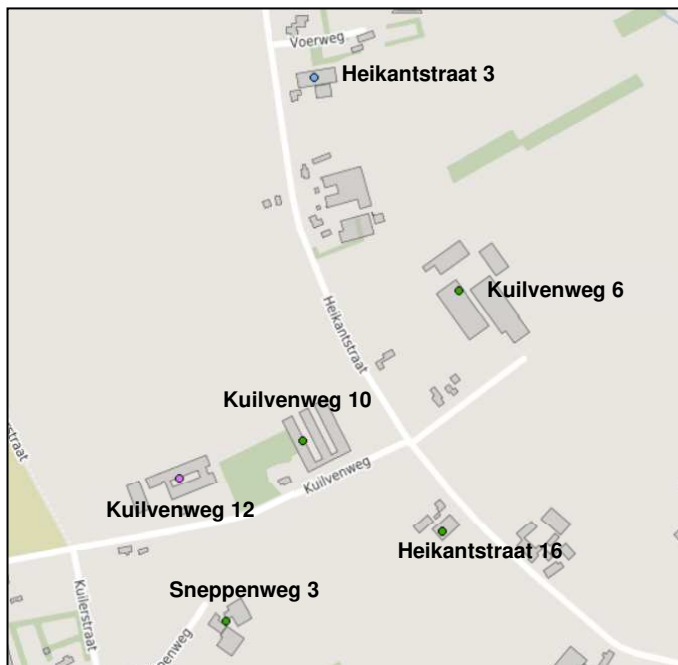 Voerweg
Heikantstraat 3
Kuilvenweg 6
Heikantstraat
Kuilvenweg 10
Kuilvenweg
Kuilvenweg 12
Heikantstraat 16
Sneppenweg 3
Kuilerstraat